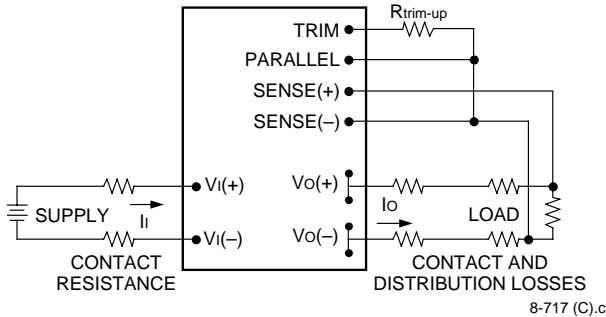 Rtrim-up
TRIM
PARALLEL
SENSE(+)
SENSE(–)
VI(+)
VO(+)
IO
SUPPLY
II
LOAD
VI(–)
VO(–)
CONTACT
RESISTANCE
CONTACT AND
DISTRIBUTION LOSSES
8-717 (C).c